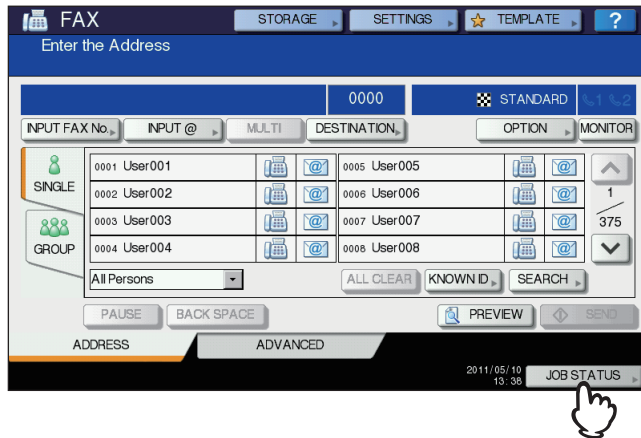 FAX STORAGE SETTINGS TEMPLATE ?
Enter the Address
0000 STANDARD 1 2
INPUT FAX No. INPUT @ MULTI DESTINATION OPTION MONITOR
SINGLE
GROUP
0001 User001 @ 0005 User005 @
0002 User002 @ 0006 User006 @
0003 User003 @ 0007 User007 @
0004 User004 @ 0008 User008 @
1
375
All Persons ALL CLEAR KNOWN ID SEARCH
PAUSE BACK SPACE PREVIEW SEND
ADDRESS ADVANCED
2011/05/10
13:38 JOB STATUS